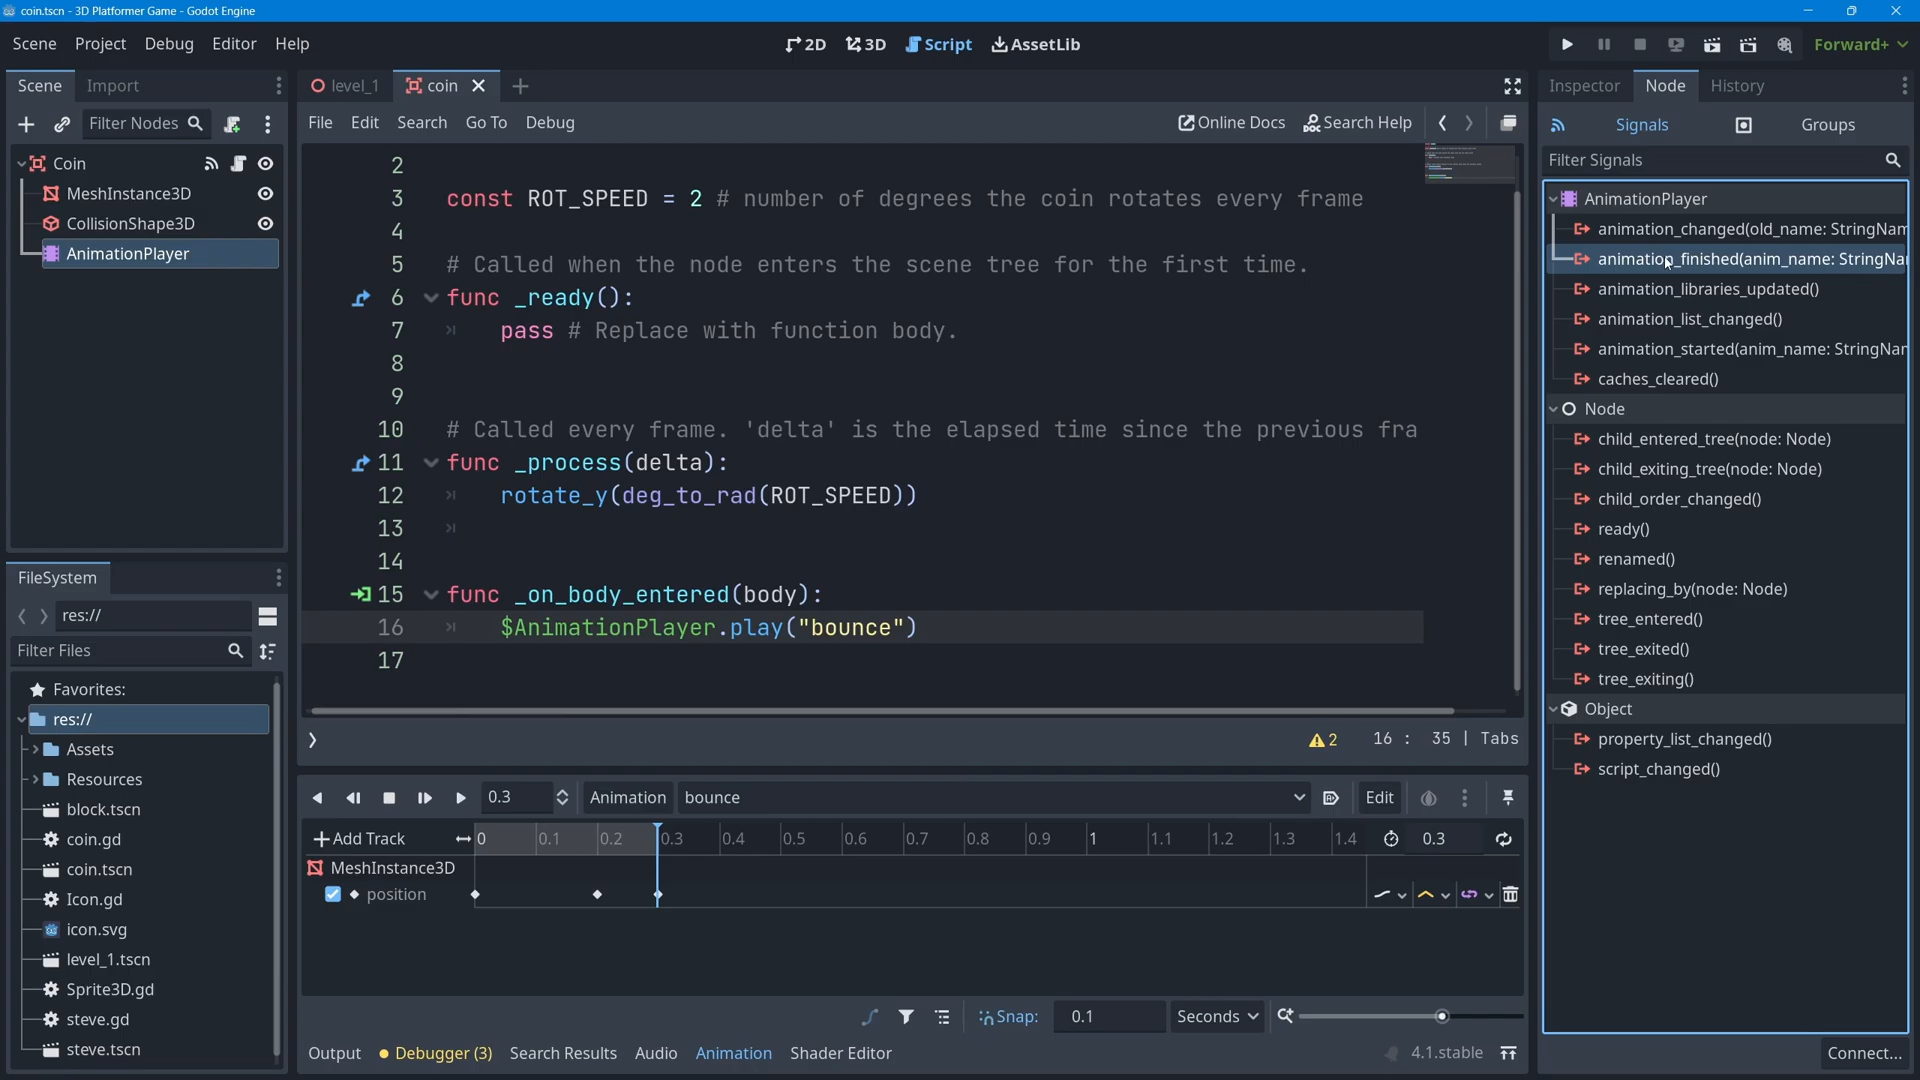 coin.tscn - 3D Platformer Game - Godot Engine
Scene Project Debug Editor Help
2D 3D Script AssetLib
Forward+
Scene Import
level_1 coin
Inspector Node History
Filter Nodes
File Edit Search Go To Debug
Online Docs Search Help
Signals Groups
Filter Signals
Coin
MeshInstance3D
CollisionShape3D
AnimationPlayer
2
3 const ROT_SPEED = 2 # number of degrees the coin rotates every frame
4
5 # Called when the node enters the scene tree for the first time.
6 func _ready():
7 pass # Replace with function body.
8
9
10 # Called every frame. 'delta' is the elapsed time since the previous fra
11 func _process(delta):
12 rotate_y(deg_to_rad(ROT_SPEED))
13
14
15 func _on_body_entered(body):
16 $AnimationPlayer.play("bounce")
17
2 16 : 35 | Tabs
AnimationPlayer
animation_changed(old_name: StringNam
animation_finished(anim_name: StringNa
animation_libraries_updated()
animation_list_changed()
animation_started(anim_name: StringNa
caches_cleared()
Node
child_entered_tree(node: Node)
child_exiting_tree(node: Node)
child_order_changed()
ready()
renamed()
replacing_by(node: Node)
tree_entered()
tree_exited()
tree_exiting()
Object
property_list_changed()
script_changed()
Connect...
FileSystem
res://
Filter Files
Favorites:
res://
Assets
Resources
block.tscn
coin.gd
coin.tscn
Icon.gd
icon.svg
level_1.tscn
Sprite3D.gd
steve.gd
steve.tscn
0.3 Animation bounce Edit
Add Track 0 0.1 0.2 0.3 0.4 0.5 0.6 0.7 0.8 0.9 1 1.1 1.2 1.3 1.4 0.3
MeshInstance3D
position
Snap: 0.1 Seconds
Output Debugger (3) Search Results Audio Animation Shader Editor 4.1.stable